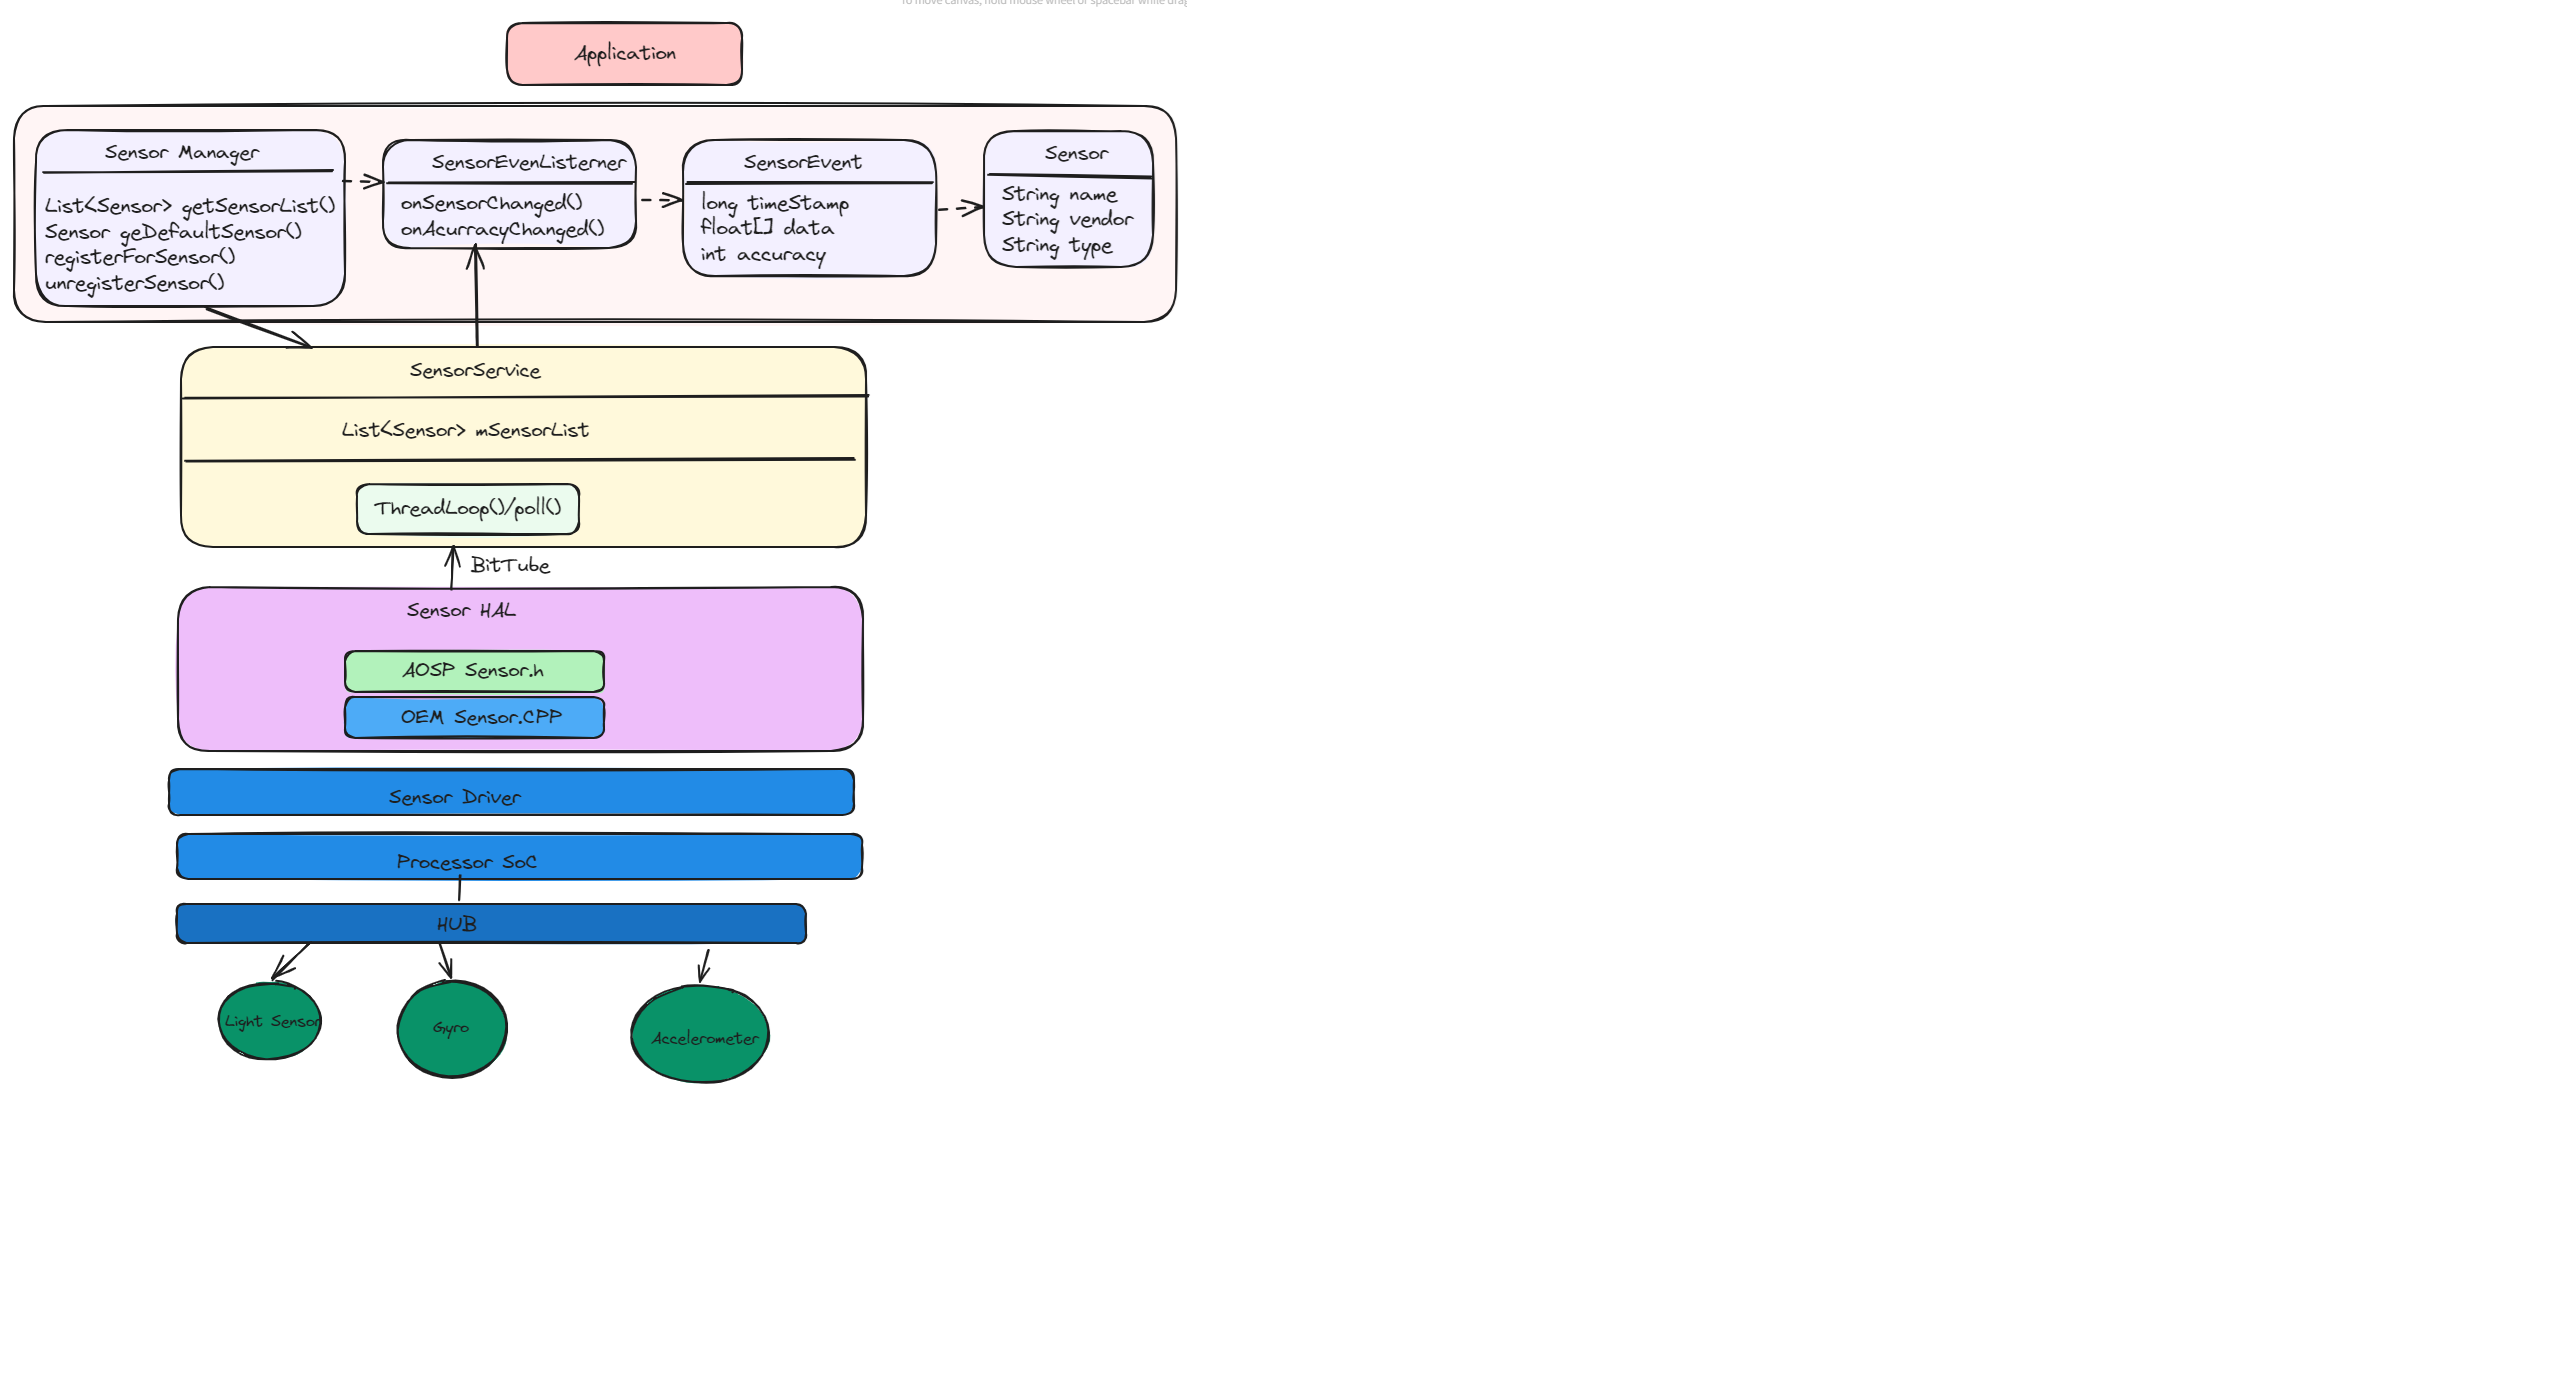 To move canvas, hold mouse wheel or spacebar while drag
Application
Sensor Manager
List<Sensor> getSensorList()
Sensor geDefaultSensor()
registerForSensor()
unregisterSensor()
SensorEvenListerner
onSensorChanged()
onAcurracyChanged()
SensorEvent
long timeStamp
float[] data
int accuracy
Sensor
String name
String vendor
String type
SensorService
List<Sensor> mSensorList
ThreadLoop()/poll()
BitTube
Sensor HAL
AOSP Sensor.h
OEM Sensor.CPP
Sensor Driver
Processor SoC
HUB
Light Sensor
Gyro
Accelerometer